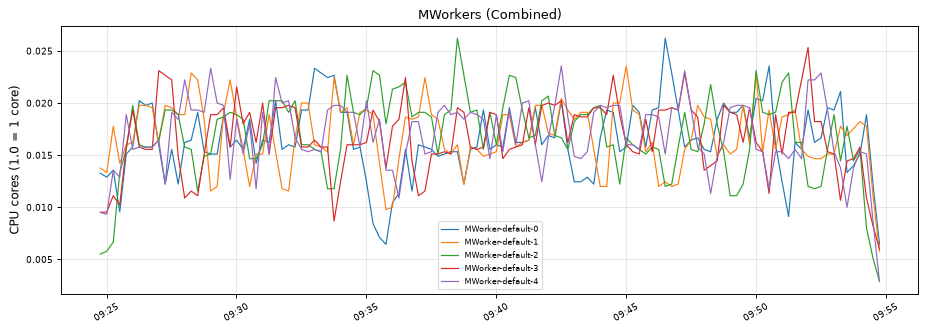 MWorkers (Combined)
CPU cores (1.0 = 1 core)
0.025
0.020
0.015
0.010
0.005
MWorker-default-0
MWorker-default-1
MWorker-default-2
MWorker-default-3
MWorker-default-4
09:25
09:30
09:35
09:40
09:45
09:50
09:55